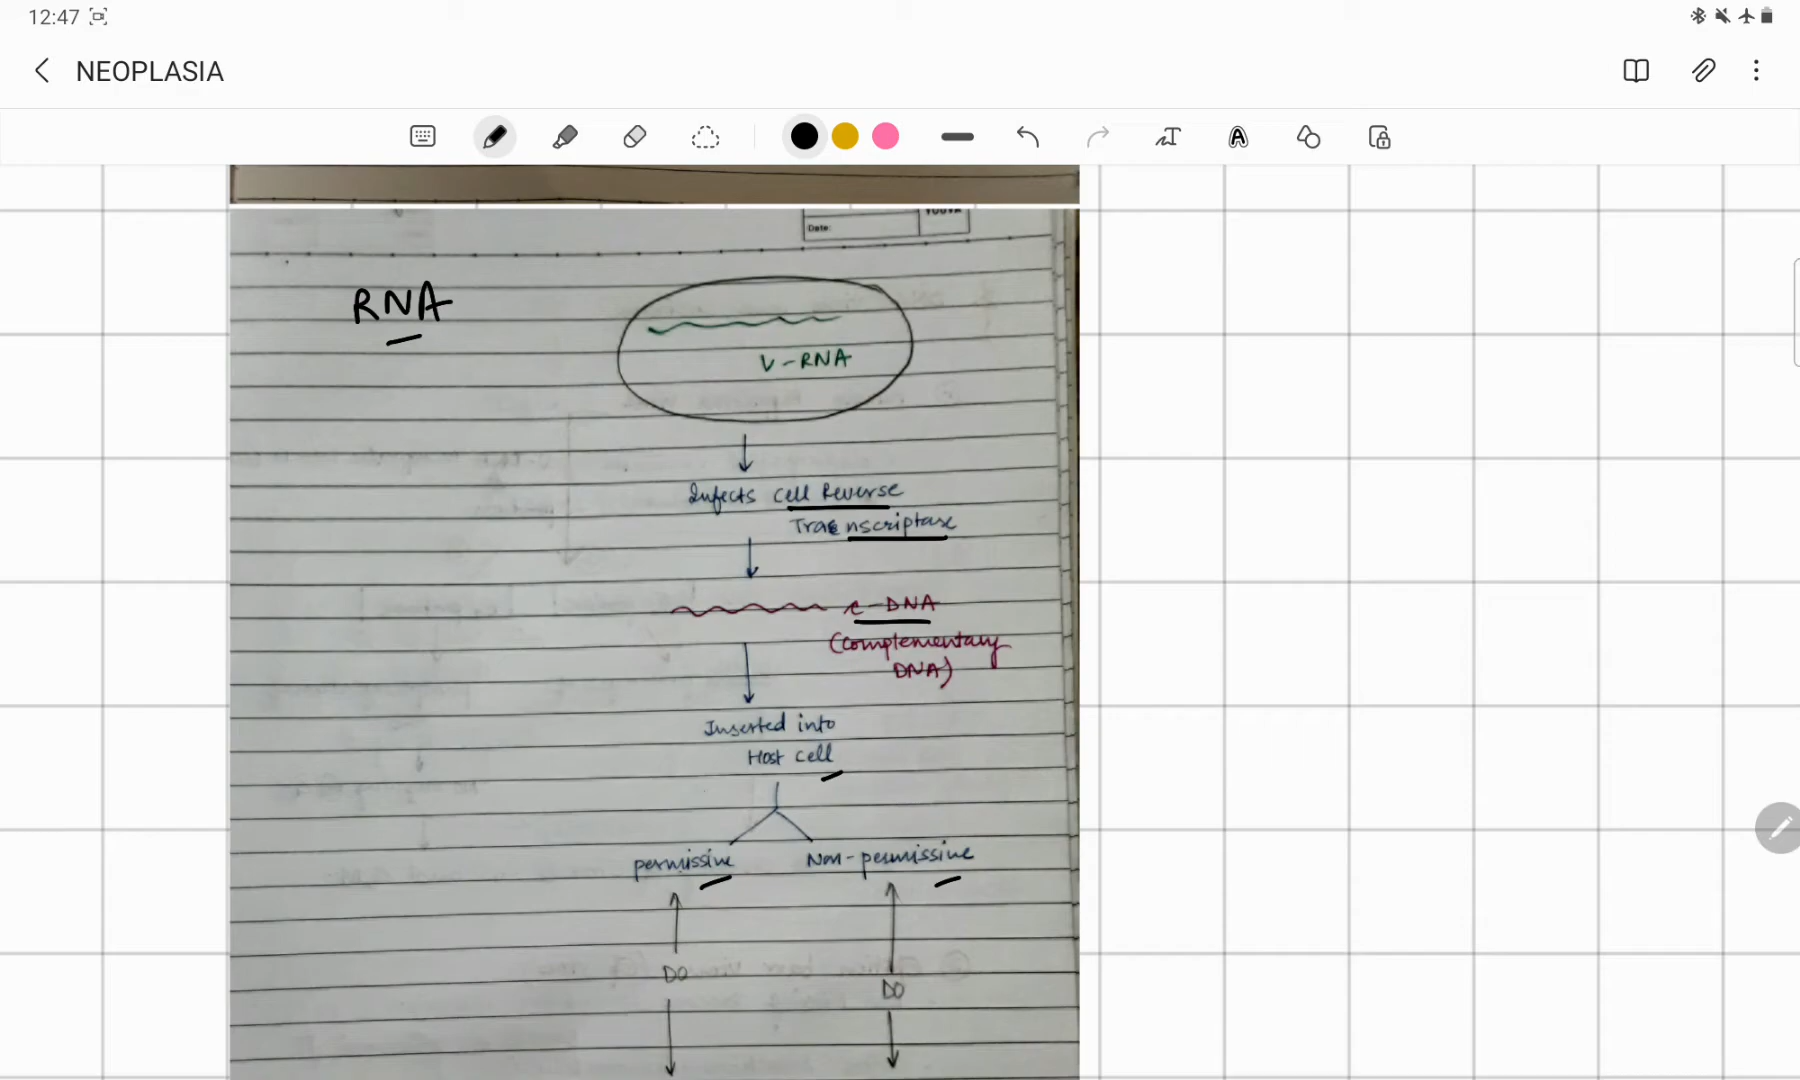 12:47
NEOPLASIA
YOUVA
Date:
RNA
V-RNA
Infects cell Reverse
Transcriptase
c-DNA
(complementary
DNA)
Inserted into
Host cell
permissive Non-permissive
DO
DO